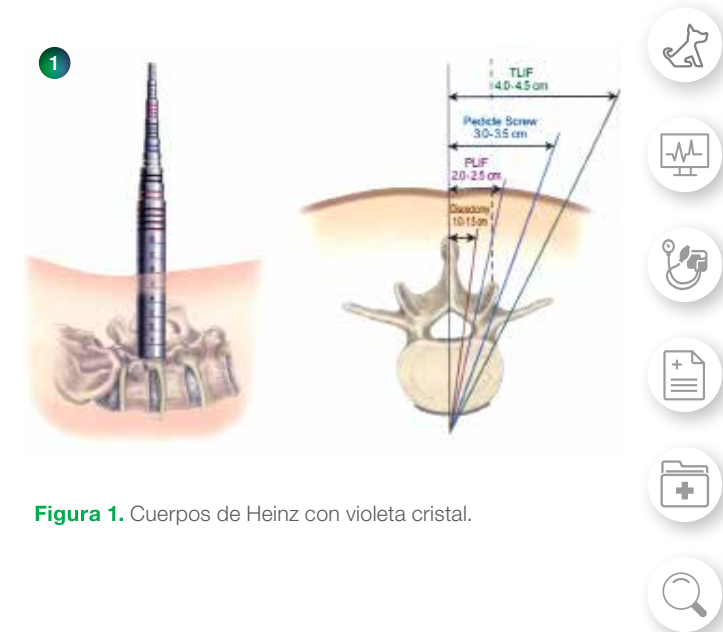 1
TLIF
4.0-4.5 cm
Pedicle Screw
3.0-3.5 cm
PLIF
2.0-2.5 cm
Discectomy
1.0-1.5 cm
Figura 1. Cuerpos de Heinz con violeta cristal.